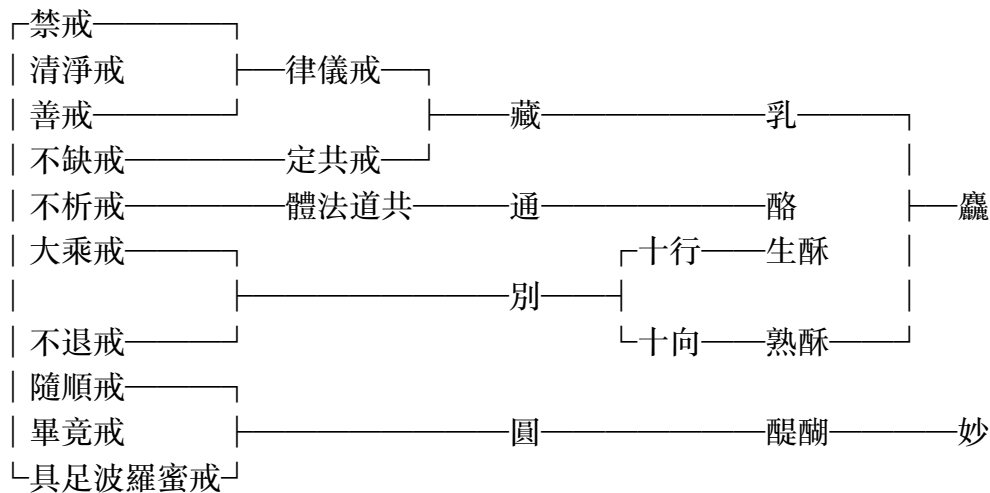 禁戒
清淨戒 律儀戒
善戒 藏 乳
不缺戒 定共戒
不析戒 體法道共 通 酪 麤
大乘戒 十行 生酥
別
不退戒 十向 熟酥
隨順戒
畢竟戒 圓 醍醐 妙
具足波羅蜜戒